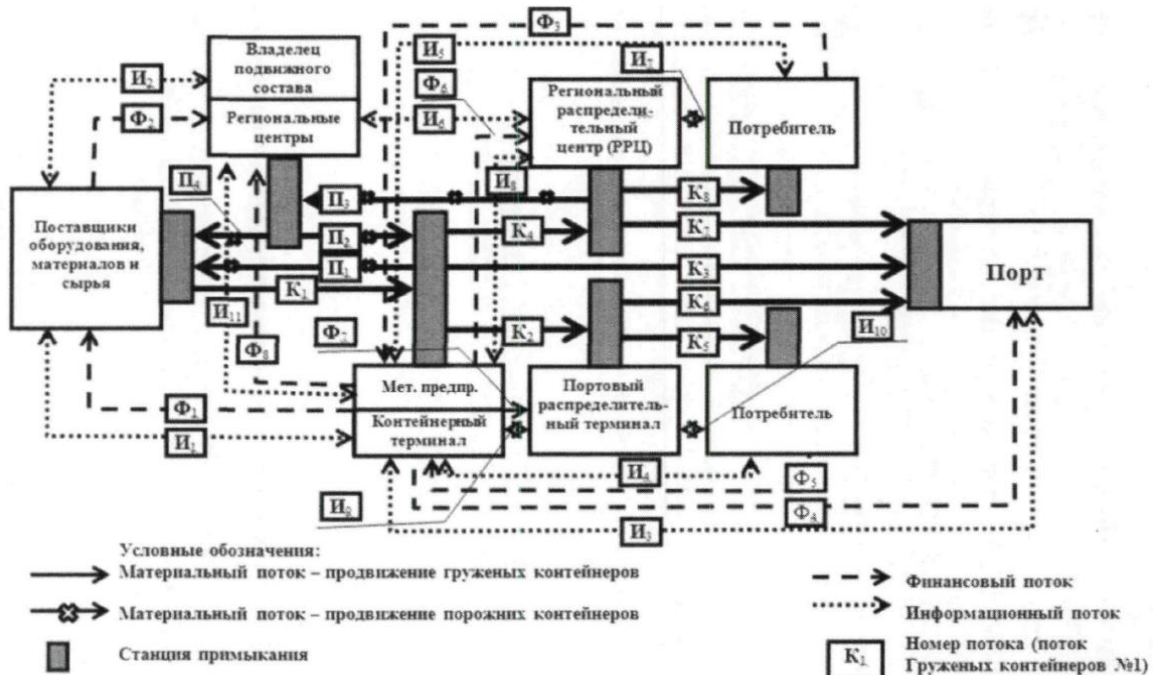 Ф₃
Владелец
подвижного
состава
Региональные
центры
И₂
Ф₂
И₅
Ф₆
И₆
И₇
Региональный
распредели-
тельный
центр (РРЦ)
Потребитель
П₄
П₃
И₈
К₈
Поставщики
оборудования,
материалов и
сырья
П₂
К₄
К₇
П₁
К₃
Порт
К₁
К₆
И₁₁
Ф₈
К₂
К₅
И₁₀
Мет. предпр.
Контейнерный
терминал
Портовый
распределитель-
ный терминал
Потребитель
Ф₁
И₁
И₄
Ф₅
И₉
Ф₄
И₃
Условные обозначения:
Материальный поток – продвижение груженых контейнеров
Материальный поток – продвижение порожних контейнеров
Станция примыкания
Финансовый поток
Информационный поток
К₁
Номер потока (поток
Груженых контейнеров №1)